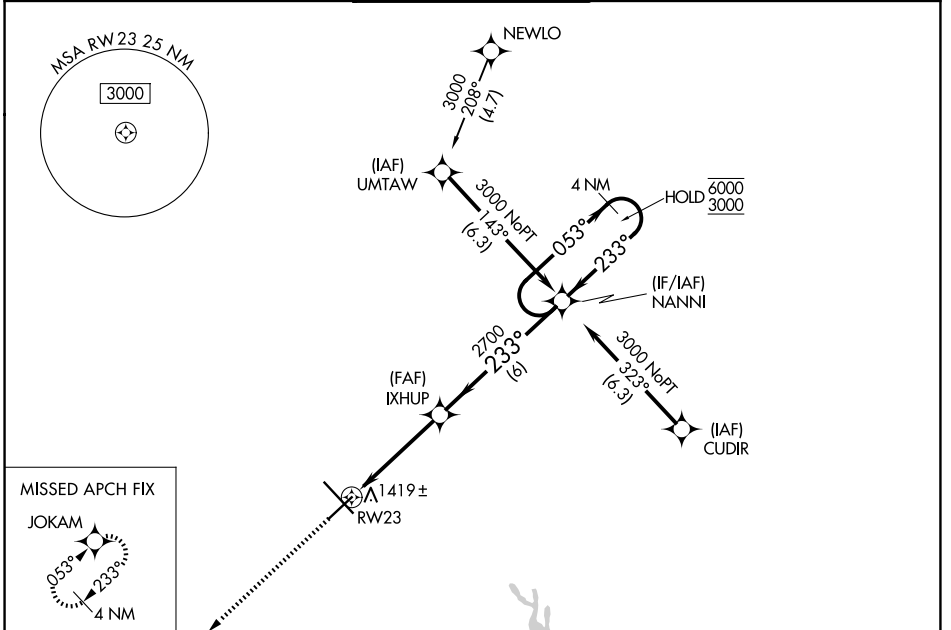 MSA RW23 25 NM
3000
NEWLO
3000
208°
(4.7)
(IAF)
UMTAW
3000 NoPT
143°
(6.3)
4 NM
HOLD
6000
3000
053°
233°
(IF/IAF)
NANNI
2700
233°
(6)
3000 NoPT
323°
(6.3)
(FAF)
IXHUP
(IAF)
CUDIR
1419±
RW23
MISSED APCH FIX
JOKAM
053°
233°
4 NM